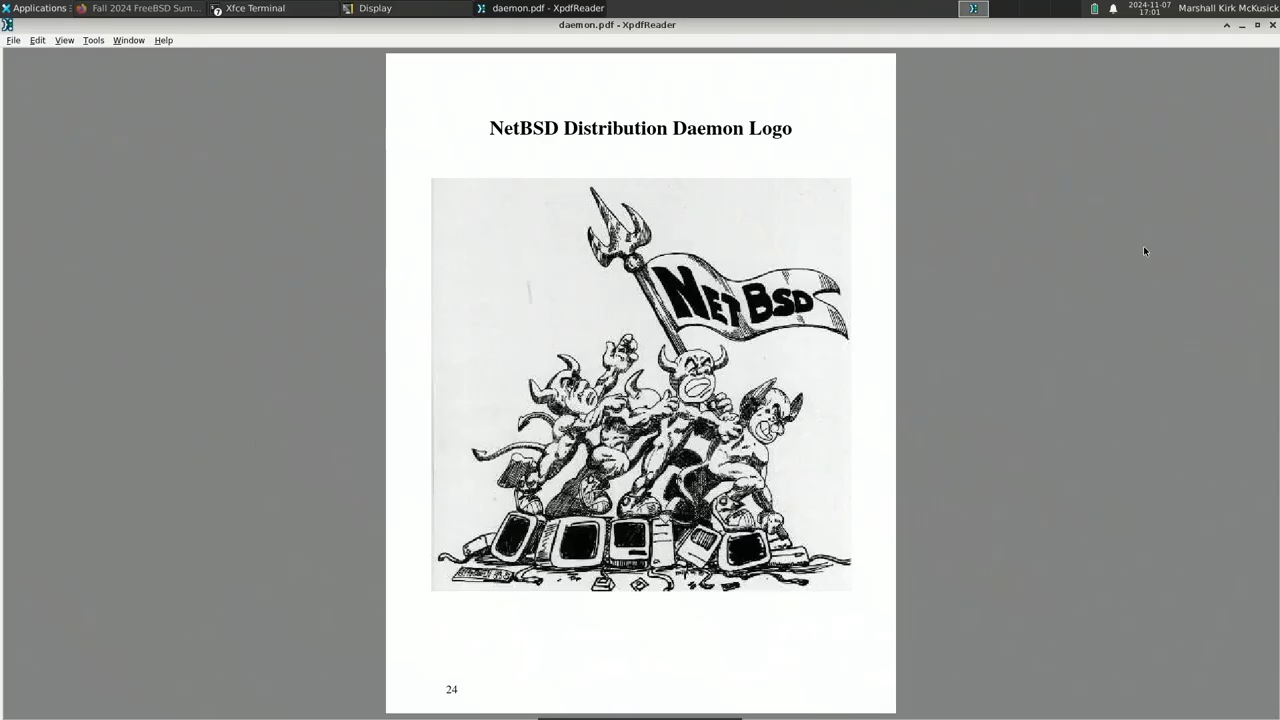 Applications
Fall 2024 FreeBSD Sum...
Xfce Terminal
Display
daemon.pdf - XpdfReader
2024-11-07
17:01
Marshall Kirk McKusick
daemon.pdf - XpdfReader
File Edit View Tools Window Help
NetBSD Distribution Daemon Logo
NETBSD
24